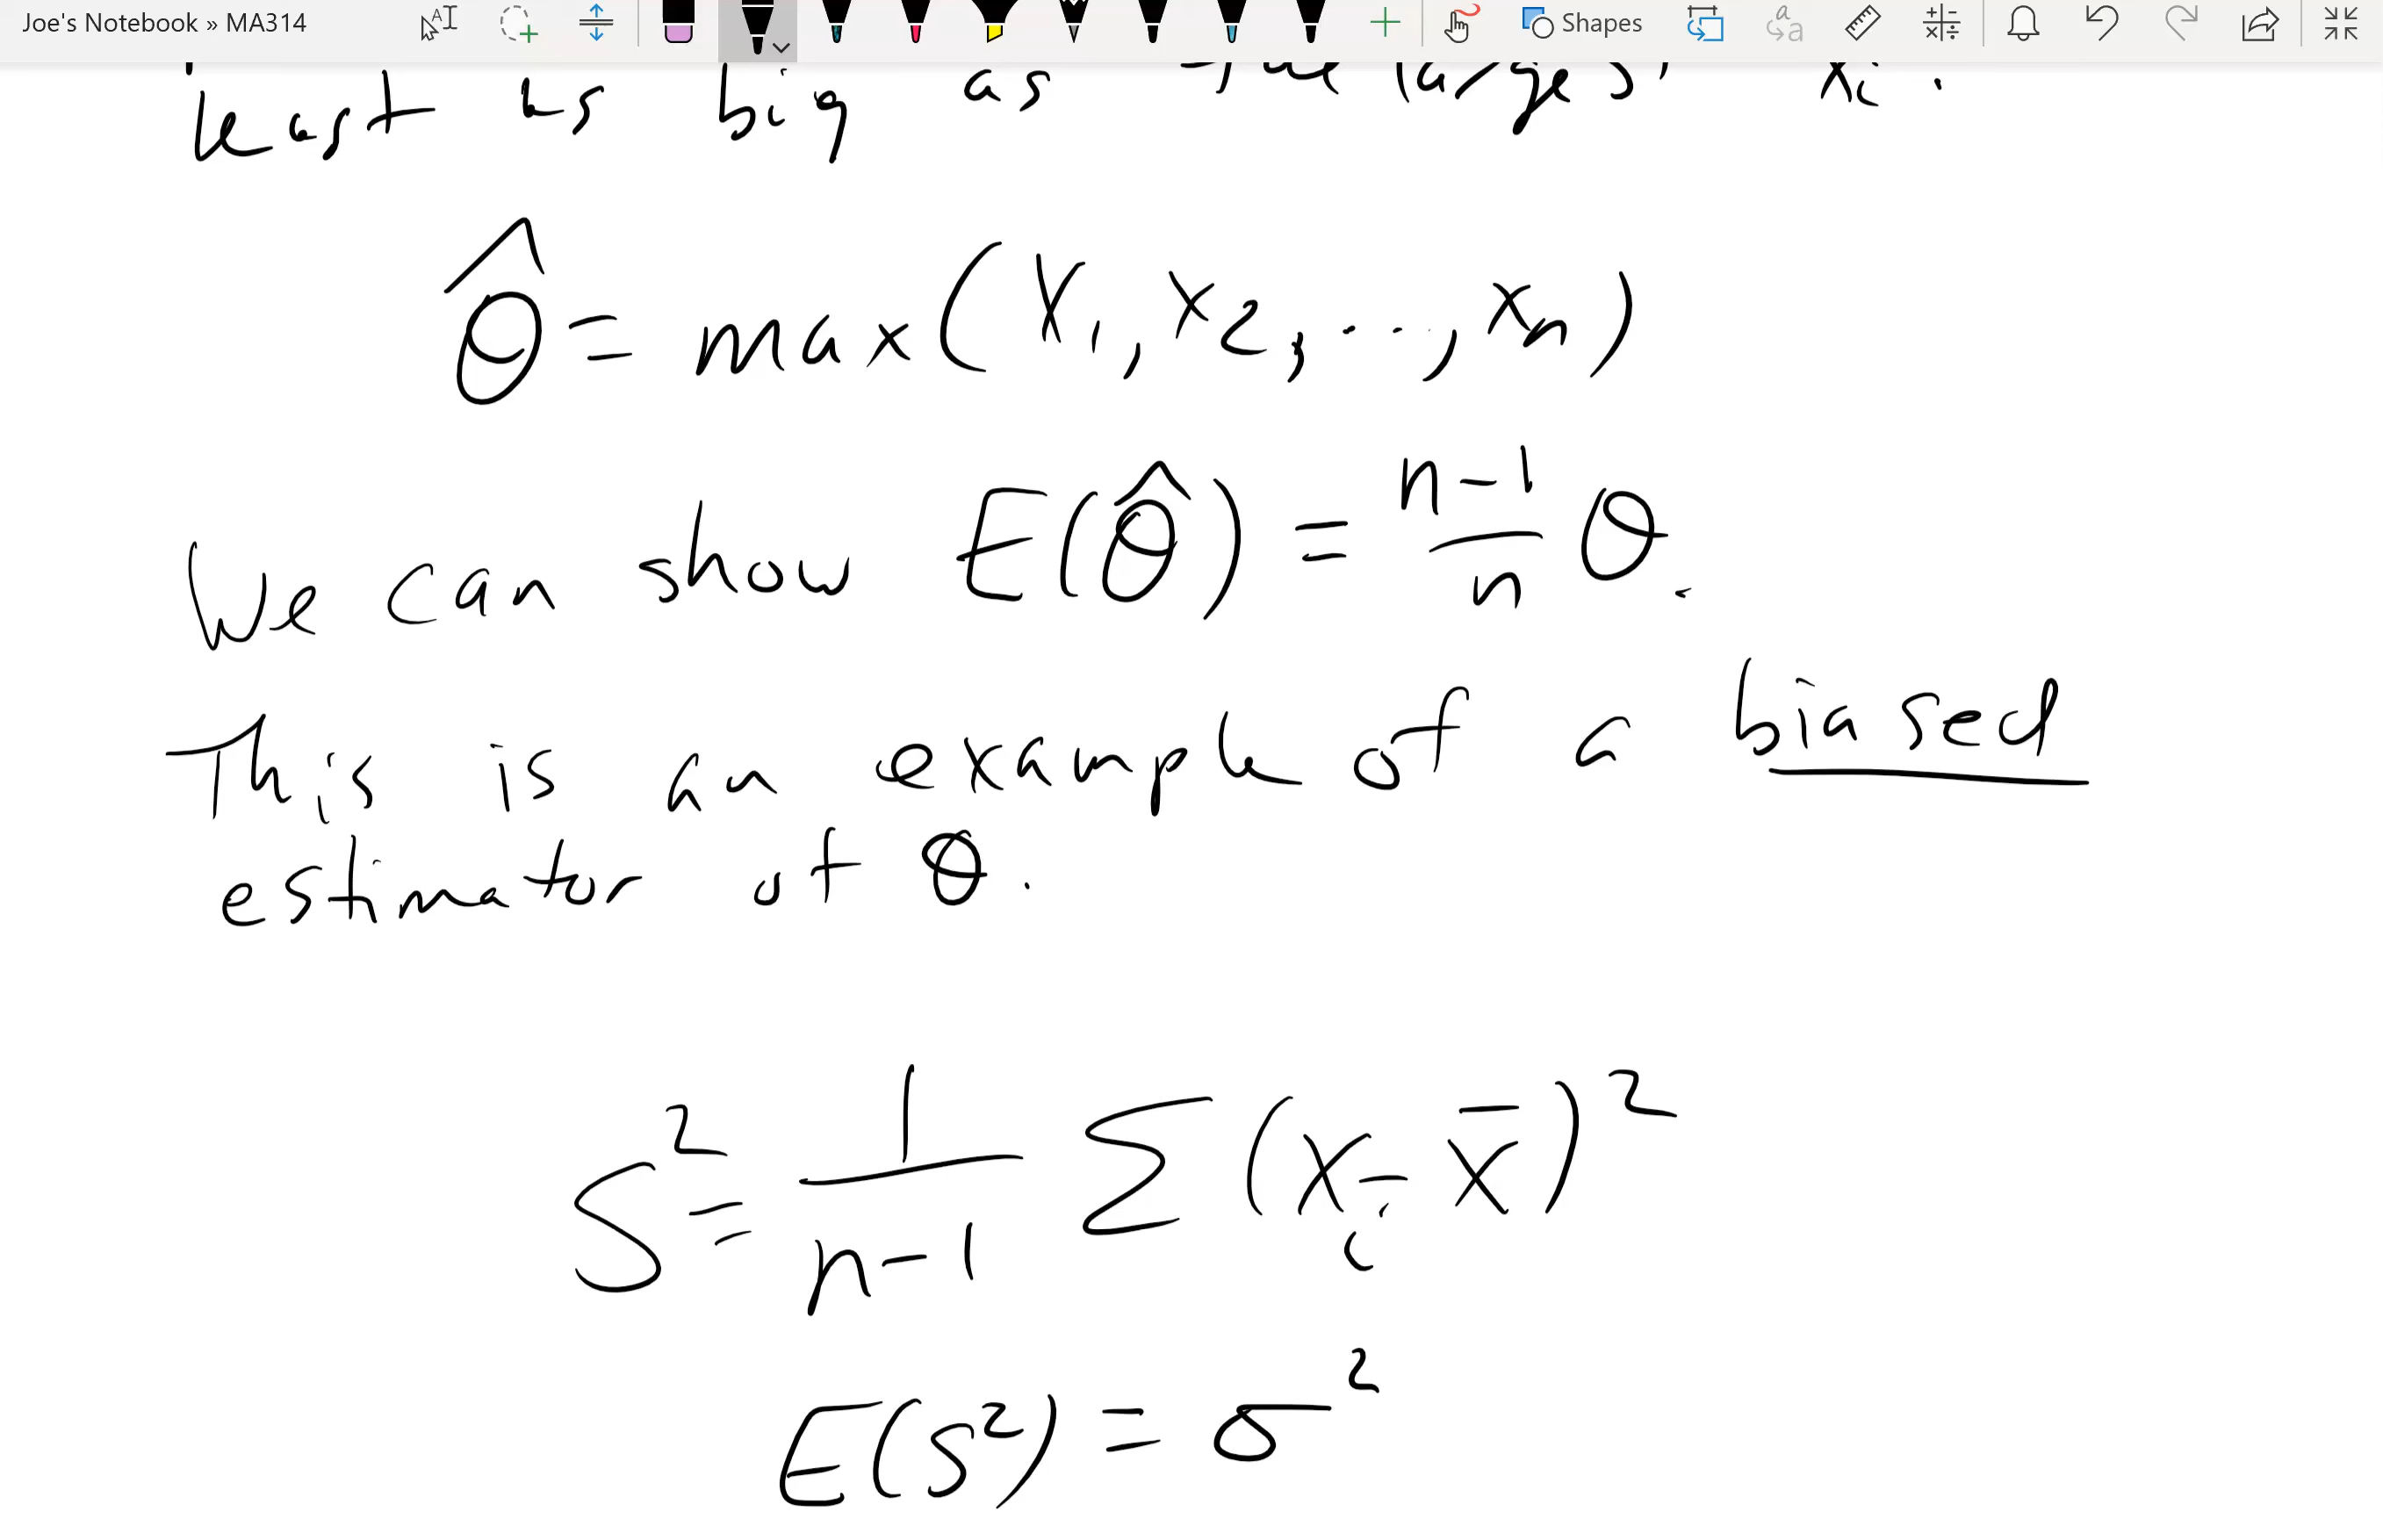 Joe's Notebook » MA314
Shapes
least as big as the largest xi.
θ̂ = max(X1, X2, ..., Xn)
We can show E(θ̂) = n-1/n θ.
This is an example of a biased
estimator of θ.
S² = 1/n-1 Σ (xi - x̄)²
E(S²) = σ²